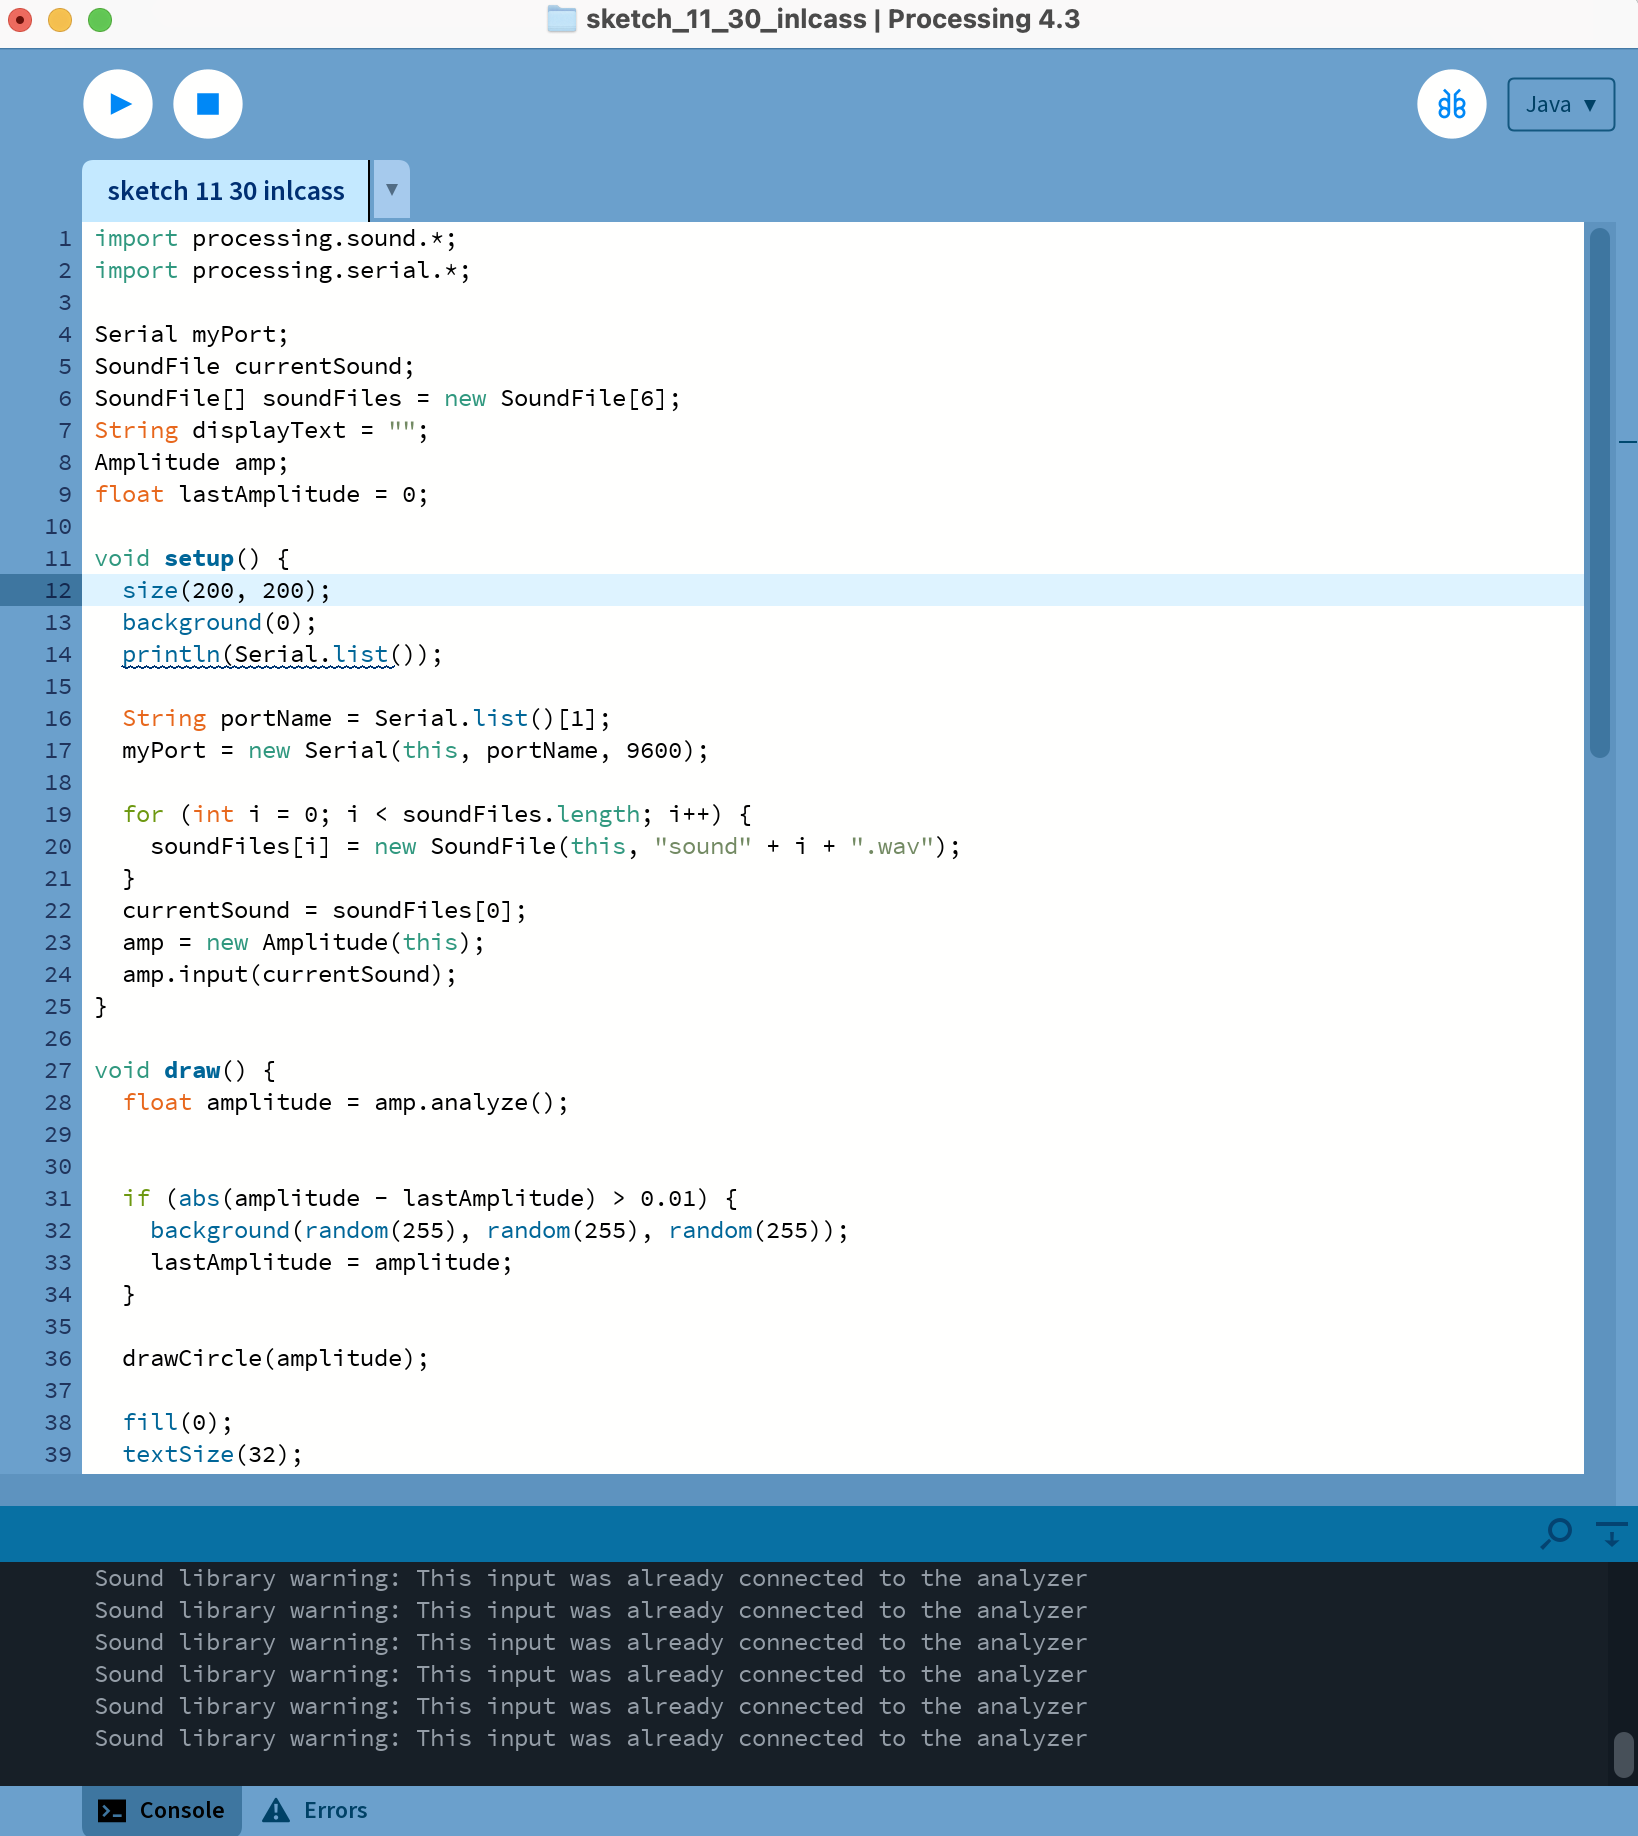 sketch_11_30_inlcass | Processing 4.3
Java ▼
sketch 11 30 inlcass ▼
1 import processing.sound.*;
2 import processing.serial.*;
3
4 Serial myPort;
5 SoundFile currentSound;
6 SoundFile[] soundFiles = new SoundFile[6];
7 String displayText = "";
8 Amplitude amp;
9 float lastAmplitude = 0;
10
11 void setup() {
12   size(200, 200);
13   background(0);
14   println(Serial.list());
15
16   String portName = Serial.list()[1];
17   myPort = new Serial(this, portName, 9600);
18
19   for (int i = 0; i < soundFiles.length; i++) {
20     soundFiles[i] = new SoundFile(this, "sound" + i + ".wav");
21   }
22   currentSound = soundFiles[0];
23   amp = new Amplitude(this);
24   amp.input(currentSound);
25 }
26
27 void draw() {
28   float amplitude = amp.analyze();
29
30
31   if (abs(amplitude - lastAmplitude) > 0.01) {
32     background(random(255), random(255), random(255));
33     lastAmplitude = amplitude;
34   }
35
36   drawCircle(amplitude);
37
38   fill(0);
39   textSize(32);
Sound library warning: This input was already connected to the analyzer
Sound library warning: This input was already connected to the analyzer
Sound library warning: This input was already connected to the analyzer
Sound library warning: This input was already connected to the analyzer
Sound library warning: This input was already connected to the analyzer
Sound library warning: This input was already connected to the analyzer
Console Errors